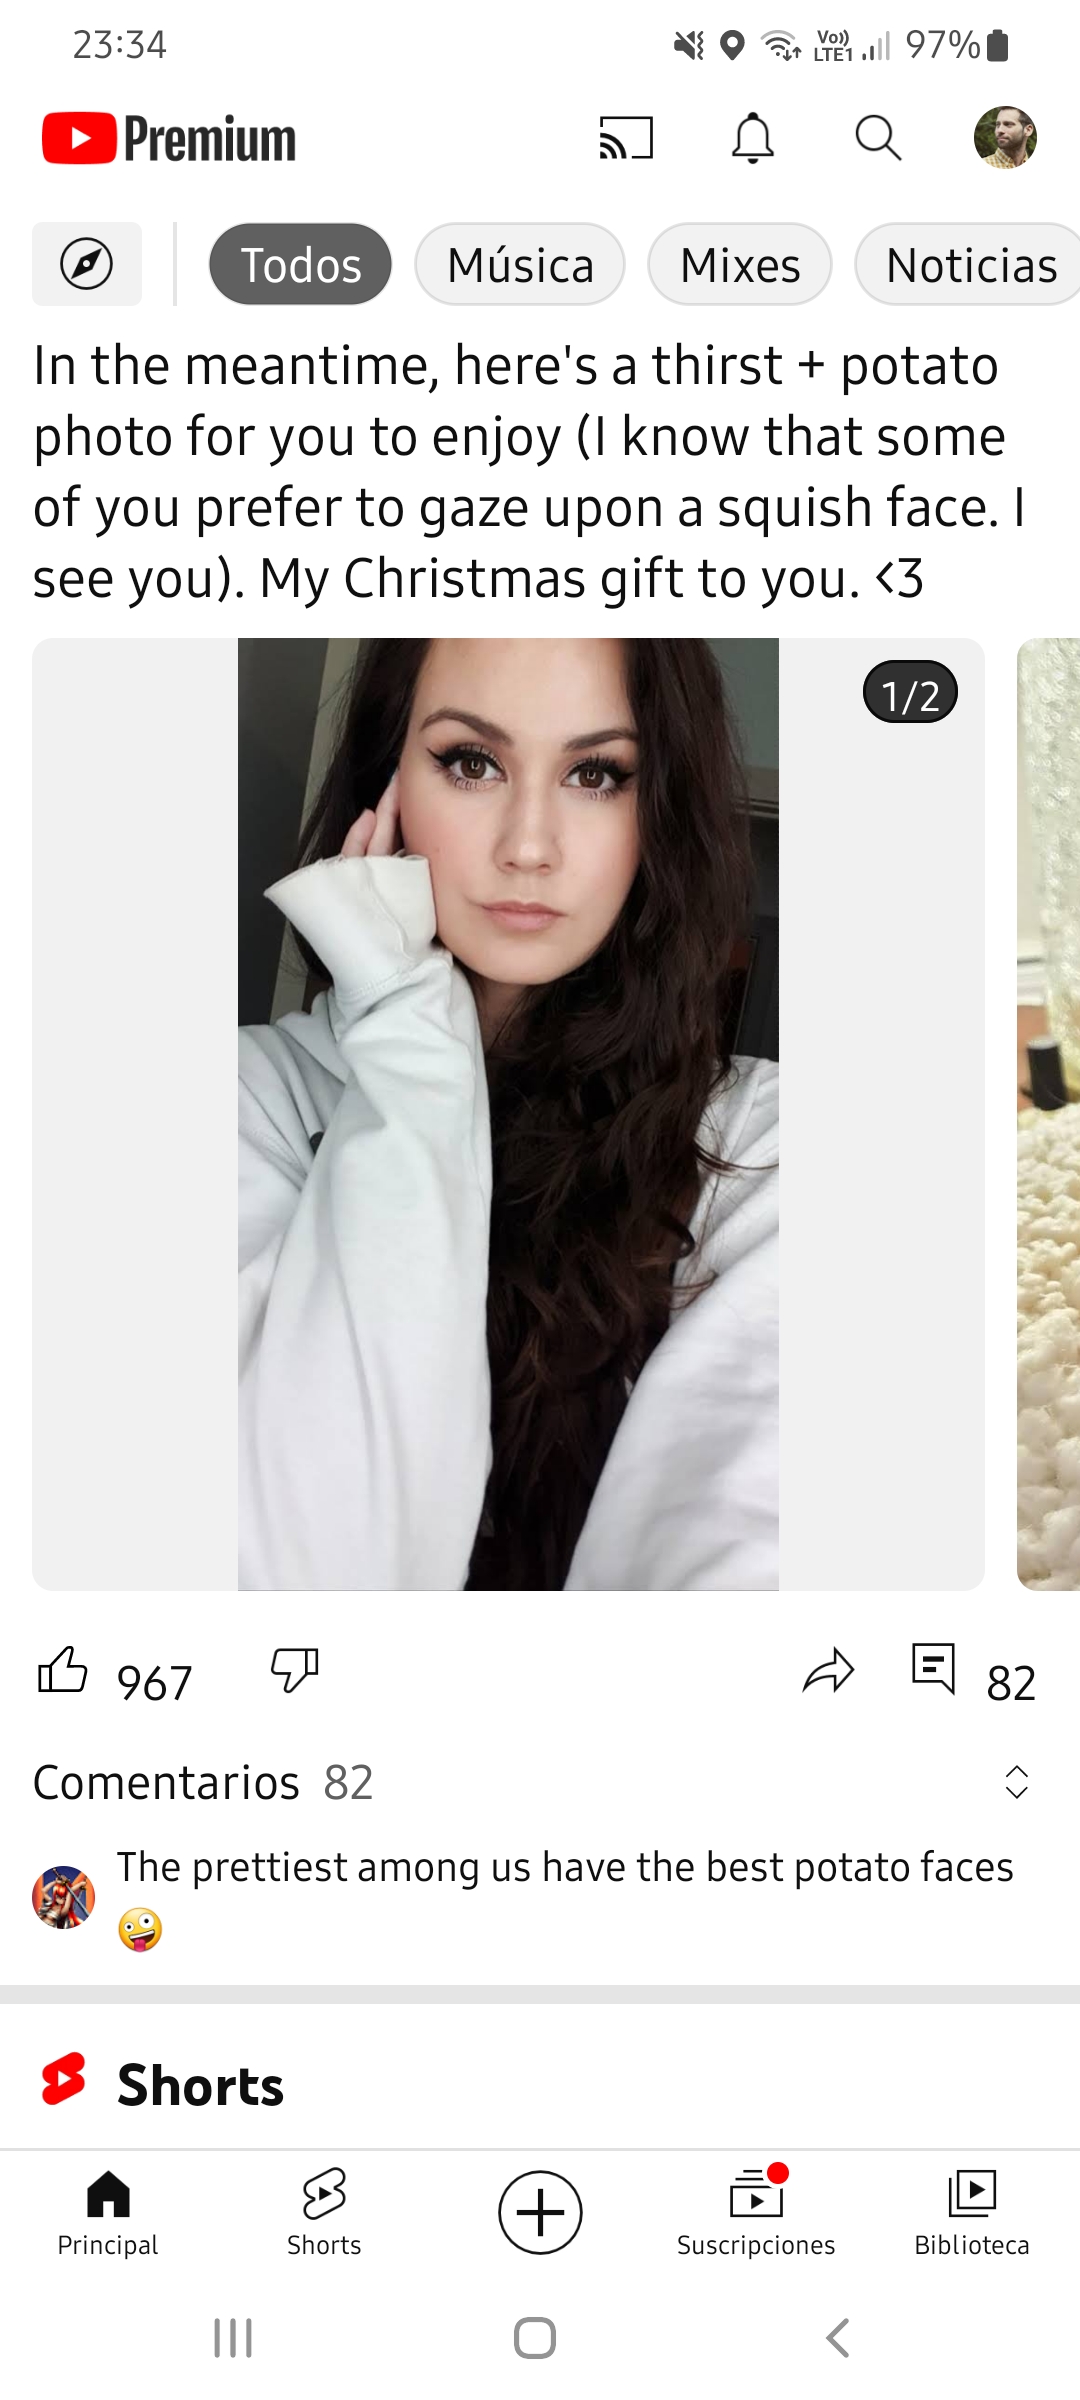 23:34
Vo))
LTE1
97%
Premium
Todos
Música
Mixes
Noticias
In the meantime, here's a thirst + potato
photo for you to enjoy (I know that some
of you prefer to gaze upon a squish face. I
see you). My Christmas gift to you. <3
1/2
967
82
Comentarios 82
The prettiest among us have the best potato faces
🤪
Shorts
Principal
Shorts
Suscripciones
Biblioteca